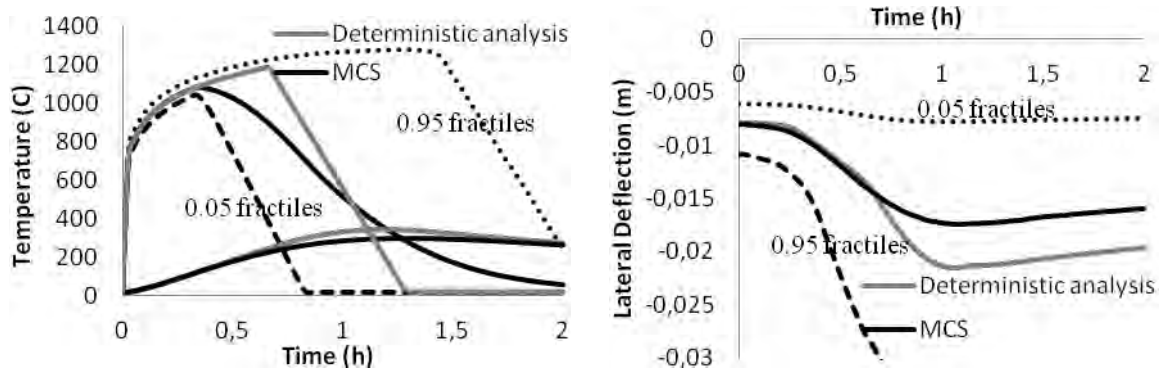 1400
1200
1000
800
600
400
200
0
Temperature (C)
Deterministic analysis
MCS
0.95 fractiles
0.05 fractiles
0 0,5 1 1,5 2
Time (h)
Time (h)
0 0,5 1 1,5 2
0
-0,005
-0,01
-0,015
-0,02
-0,025
-0,03
Lateral Deflection (m)
0.05 fractiles
0.95 fractiles
Deterministic analysis
MCS